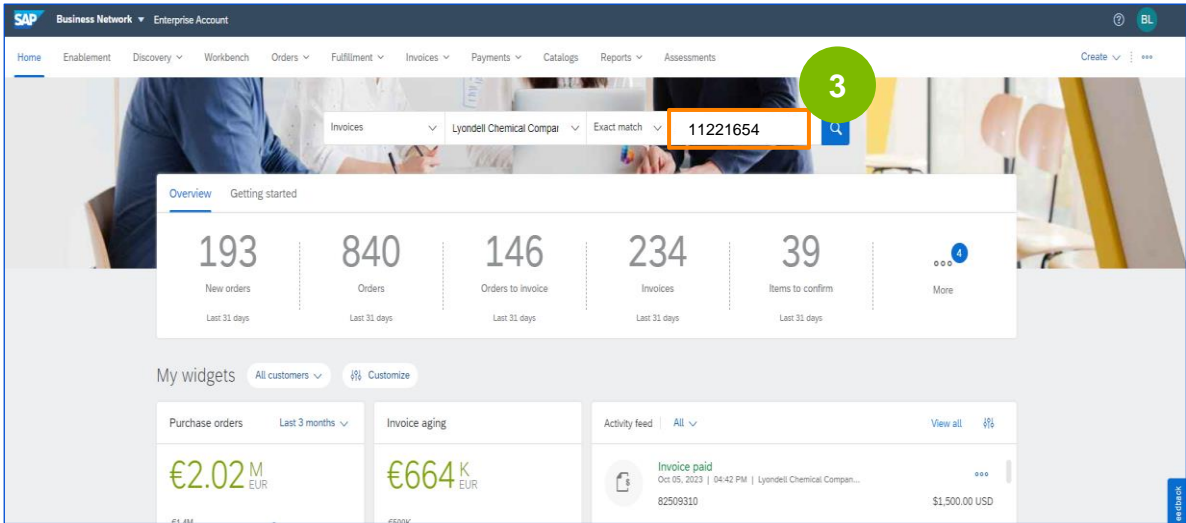 SAP Business Network Enterprise Account BL
Home Enablement Discovery Workbench Orders Fulfillment Invoices Payments Catalogs Reports Assessments Create
3
Invoices Lyondell Chemical Compar Exact match 11221654
Overview Getting started
193 840 146 234 39 4
New orders Orders Orders to invoice Invoices Items to confirm More
Last 31 days Last 31 days Last 31 days Last 31 days Last 31 days
My widgets All customers Customize
Purchase orders Last 3 months Invoice aging Activity feed All View all
€2.02 M EUR €664 K EUR
Invoice paid
Oct 05, 2023 | 04:42 PM | Lyondell Chemical Compan...
82509310 $1,500.00 USD